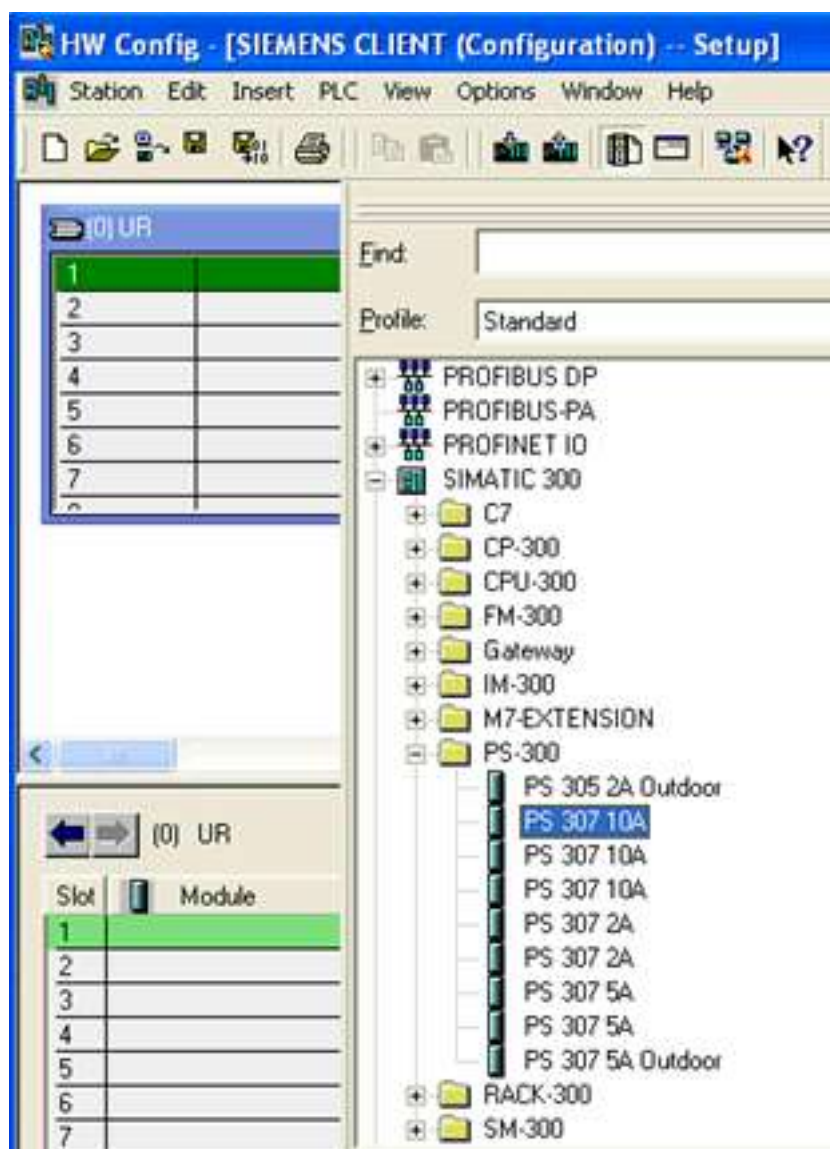 HW Config - [SIEMENS CLIENT (Configuration) -- Setup]
Station Edit Insert PLC View Options Window Help
(0) UR
1
2
3
4
5
6
7
Find:
Profile: Standard
PROFIBUS DP
PROFIBUS-PA
PROFINET IO
SIMATIC 300
C7
CP-300
CPU-300
FM-300
Gateway
IM-300
M7-EXTENSION
PS-300
PS 305 2A Outdoor
PS 307 10A
PS 307 10A
PS 307 10A
PS 307 2A
PS 307 2A
PS 307 5A
PS 307 5A
PS 307 5A Outdoor
RACK-300
SM-300
(0) UR
Slot Module
1
2
3
4
5
6
7